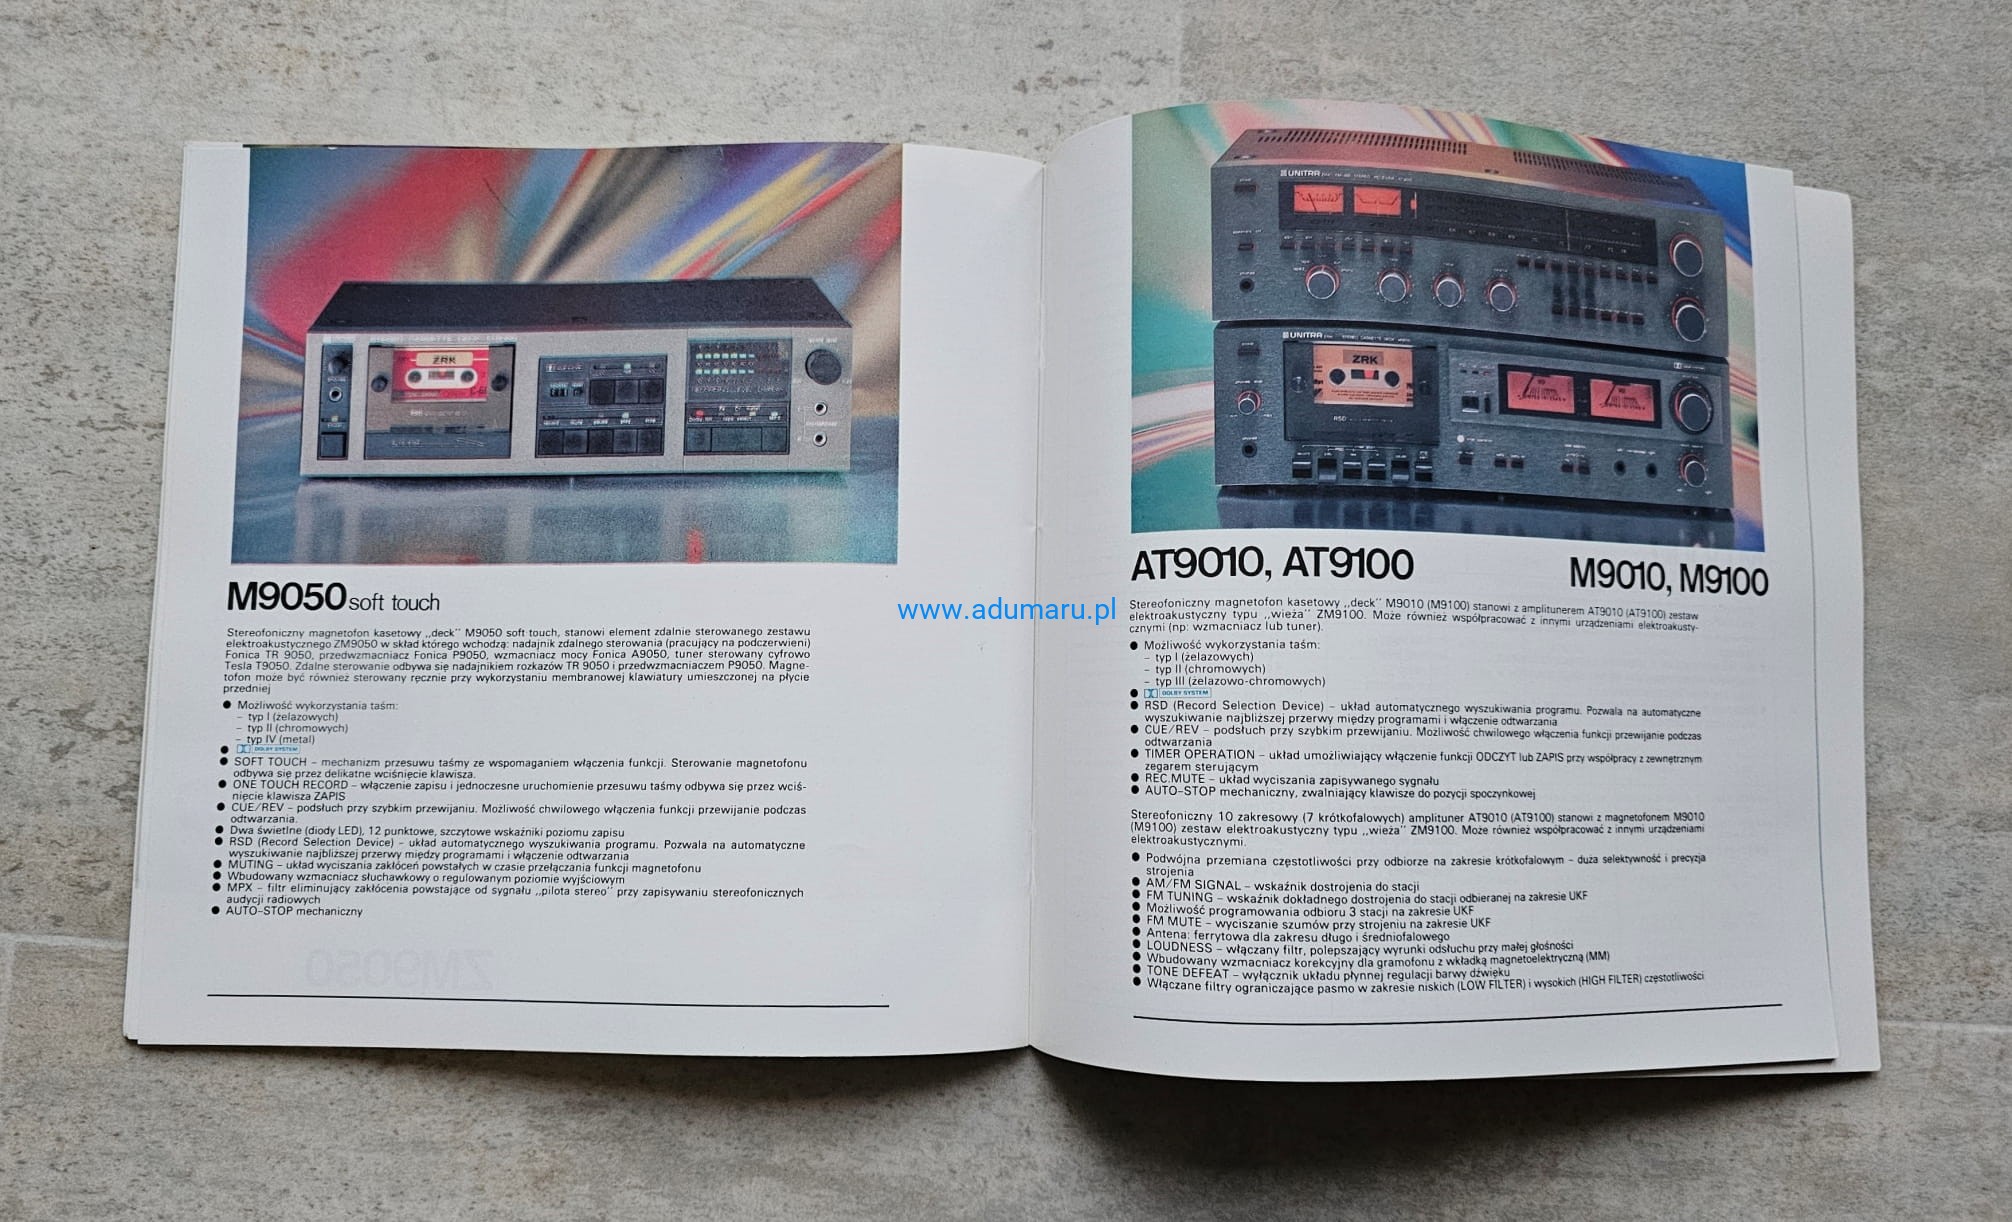 ZRK
M9050 soft touch
Stereofoniczny magnetofon kasetowy „deck” M9050 soft touch, stanowi element zdalnie sterowanego zestawu
elektroakustycznego ZM9050 w skład którego wchodzą: nadajnik zdalnego sterowania (pracujący na podczerwieni)
Fonica TR 9050, przedwzmacniacz Fonica P9050, wzmacniacz mocy Fonica A9050, tuner sterowany cyfrowo
Tesla T9050. Zdalne sterowanie odbywa się nadajnikiem rozkazów TR 9050 i przedwzmacniaczem P9050. Magne-
tofon może być również sterowany ręcznie przy wykorzystaniu membranowej klawiatury umieszczonej na płycie
przedniej
● Możliwość wykorzystania taśm:
– typ I (żelazowych)
– typ II (chromowych)
– typ IV (metal)
● DOLBY SYSTEM
● SOFT TOUCH – mechanizm przesuwu taśmy ze wspomaganiem włączenia funkcji. Sterowanie magnetofonu
odbywa się przez delikatne wciśnięcie klawisza.
● ONE TOUCH RECORD – włączenie zapisu i jednoczesne uruchomienie przesuwu taśmy odbywa się przez wciś-
nięcie klawisza ZAPIS
● CUE/REV – podsłuch przy szybkim przewijaniu. Możliwość chwilowego włączenia funkcji przewijanie podczas
odtwarzania.
● Dwa świetlne (diody LED), 12 punktowe, szczytowe wskaźniki poziomu zapisu
● RSD (Record Selection Device) – układ automatycznego wyszukiwania programu. Pozwala na automatyczne
wyszukiwanie najbliższej przerwy między programami i włączenie odtwarzania
● MUTING – układ wyciszania zakłóceń powstałych w czasie przełączania funkcji magnetofonu
● Wbudowany wzmacniacz słuchawkowy o regulowanym poziomie wyjściowym
● MPX – filtr eliminujący zakłócenia powstające od sygnału „pilota stereo” przy zapisywaniu stereofonicznych
audycji radiowych
● AUTO–STOP mechaniczny
ZM9050
www.adumaru.pl
UNITRA
UNITRA
ZRK
RSD
AT9010, AT9100 M9010, M9100
Stereofoniczny magnetofon kasetowy „deck” M9010 (M9100) stanowi z amplitunerem AT9010 (AT9100) zestaw
elektroakustyczny typu „wieża” ZM9100. Może również współpracować z innymi urządzeniami elektroakusty-
cznymi (np: wzmacniacz lub tuner).
● Możliwość wykorzystania taśm:
– typ I (żelazowych)
– typ II (chromowych)
– typ III (żelazowo-chromowych)
● DOLBY SYSTEM
● RSD (Record Selection Device) – układ automatycznego wyszukiwania programu. Pozwala na automatyczne
wyszukiwanie najbliższej przerwy między programami i włączenie odtwarzania
● CUE/REV – podsłuch przy szybkim przewijaniu. Możliwość chwilowego włączenia funkcji przewijanie podczas
odtwarzania
● TIMER OPERATION – układ umożliwiający włączenie funkcji ODCZYT lub ZAPIS przy współpracy z zewnętrznym
zegarem sterującym
● REC.MUTE – układ wyciszania zapisywanego sygnału
● AUTO–STOP mechaniczny, zwalniający klawisze do pozycji spoczynkowej
Stereofoniczny 10 zakresowy (7 krótkofalowych) amplituner AT9010 (AT9100) stanowi z magnetofonem M9010
(M9100) zestaw elektroakustyczny typu „wieża” ZM9100. Może również współpracować z innymi urządzeniami
elektroakustycznymi.
● Podwójna przemiana częstotliwości przy odbiorze na zakresie krótkofalowym – duża selektywność i precyzja
strojenia
● AM/FM SIGNAL – wskaźnik dostrojenia do stacji
● FM TUNING – wskaźnik dokładnego dostrojenia do stacji odbieranej na zakresie UKF
● Możliwość programowania odbioru 3 stacji na zakresie UKF
● FM MUTE – wyciszanie szumów przy strojeniu na zakresie UKF
● Antena: ferrytowa dla zakresu długo i średniofalowego
● LOUDNESS – włączany filtr, polepszający wyrunki odsłuchu przy małej głośności
● Wbudowany wzmacniacz korekcyjny dla gramofonu z wkładką magnetoelektryczną (MM)
● TONE DEFEAT – wyłącznik układu płynnej regulacji barwy dźwięku
● Włączane filtry ograniczające pasmo w zakresie niskich (LOW FILTER) i wysokich (HIGH FILTER) częstotliwości